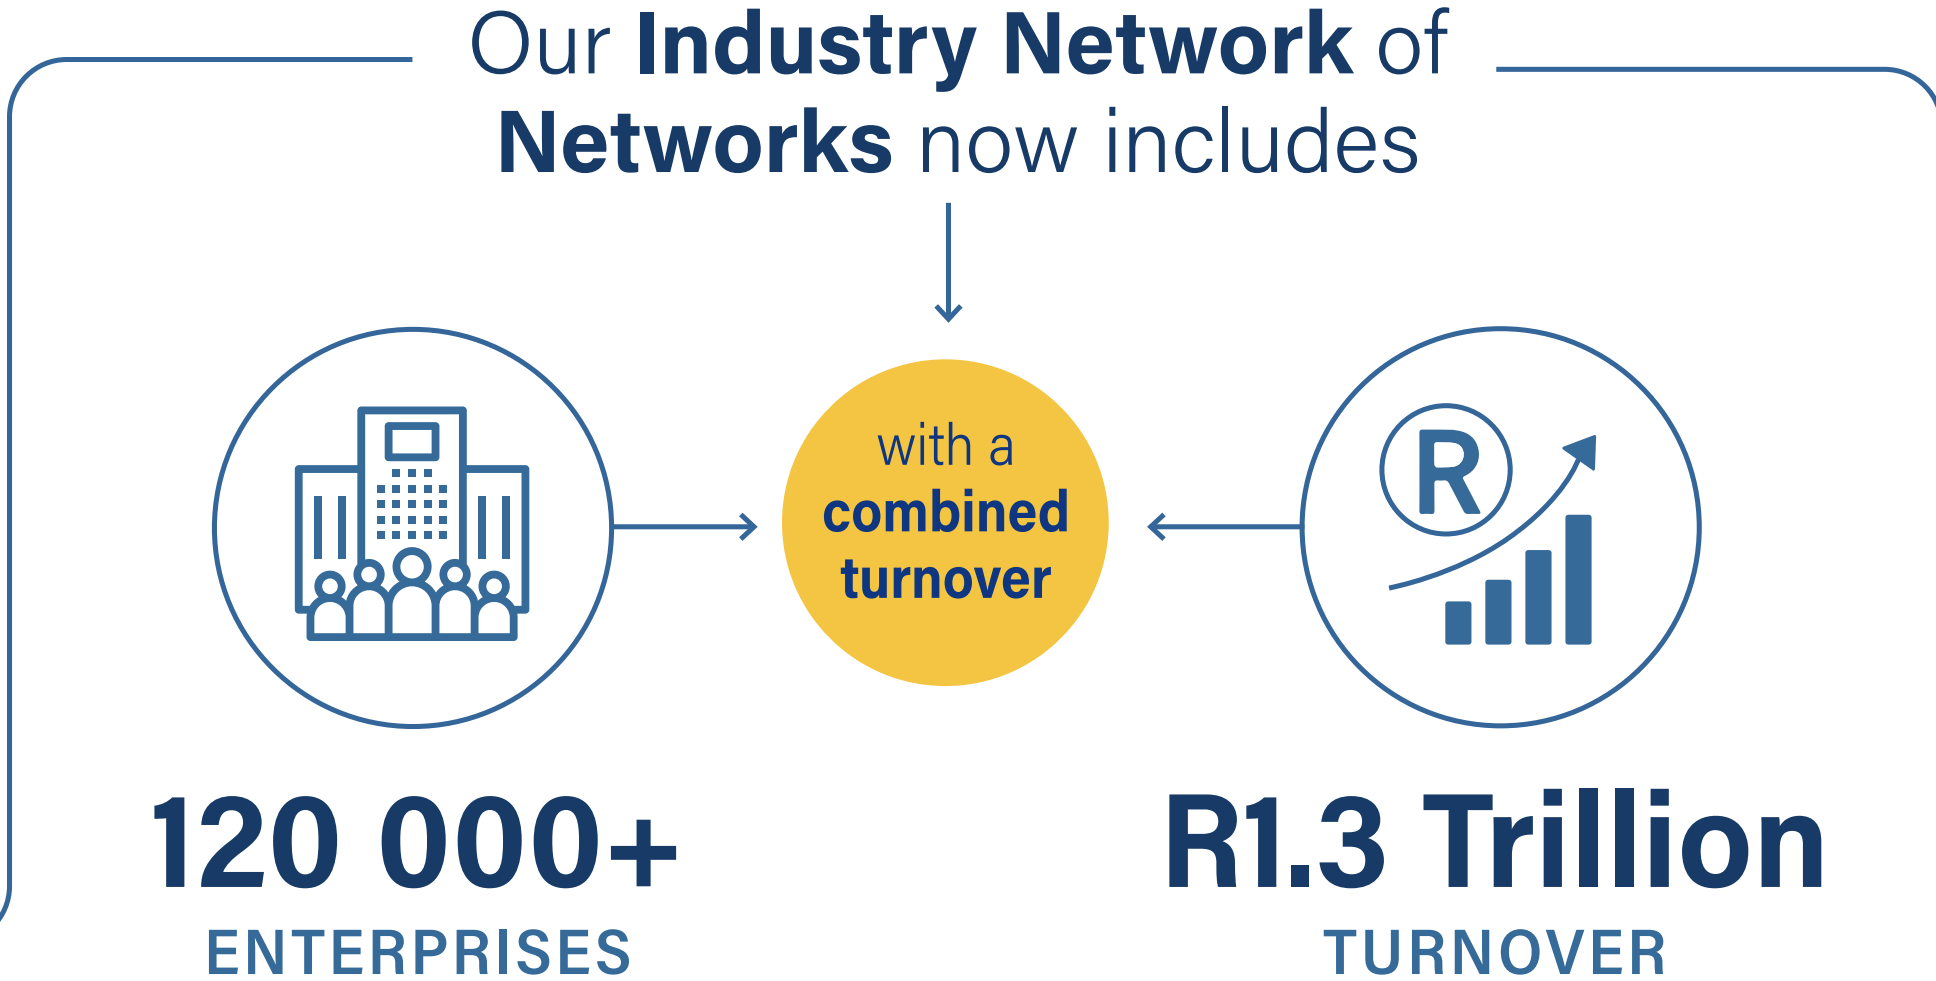 Our Industry Network of
Networks now includes
with a
combined
turnover
R
120 000+
ENTERPRISES
R1.3 Trillion
TURNOVER